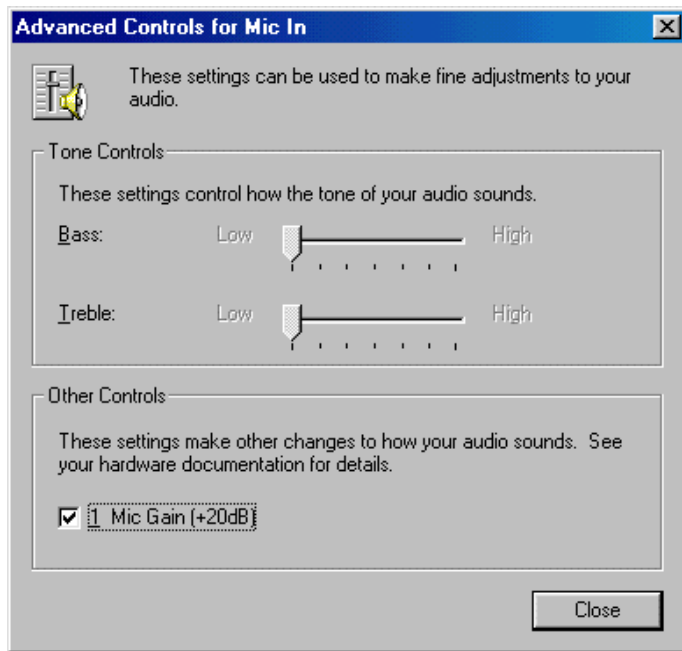 Advanced Controls for Mic In
These settings can be used to make fine adjustments to your
audio.
Tone Controls
These settings control how the tone of your audio sounds.
Bass: Low High
Treble: Low High
Other Controls
These settings make other changes to how your audio sounds. See
your hardware documentation for details.
1 Mic Gain (+20dB)
Close